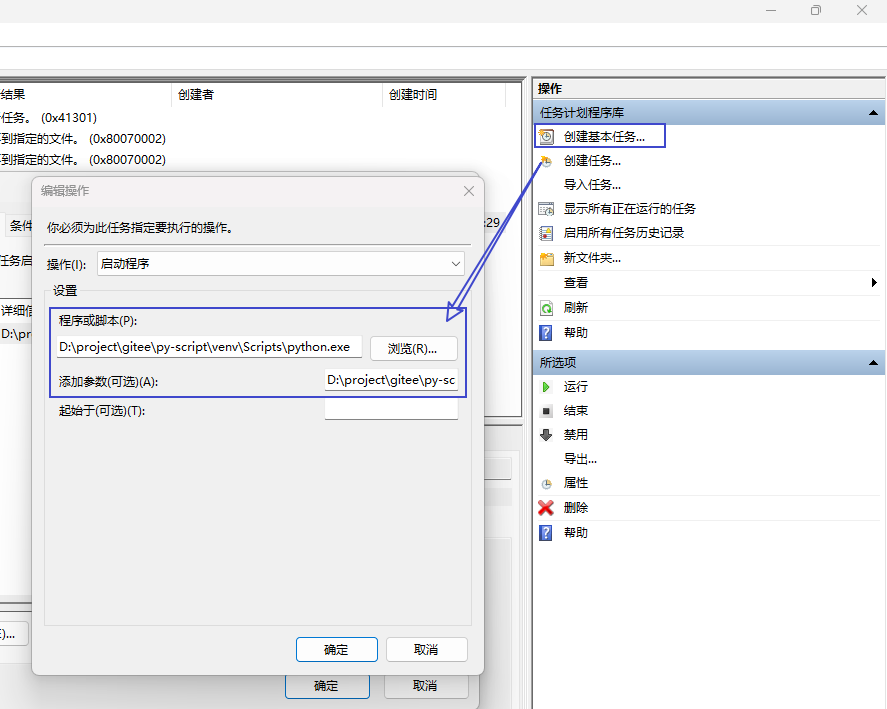 结果 创建者 创建时间
任务。 (0x41301)
到指定的文件。 (0x80070002)
到指定的文件。 (0x80070002)
:29
条件
任务启
详细信
D:\pr
编辑操作
你必须为此任务指定要执行的操作。
操作(I): 启动程序
设置
程序或脚本(P):
D:\project\gitee\py-script\venv\Scripts\python.exe 浏览(R)...
添加参数(可选)(A): D:\project\gitee\py-sc
起始于(可选)(T):
确定 取消
确定 取消
操作
任务计划程序库
创建基本任务...
创建任务...
导入任务...
显示所有正在运行的任务
启用所有任务历史记录
新文件夹...
查看
刷新
帮助
所选项
运行
结束
禁用
导出...
属性
删除
帮助